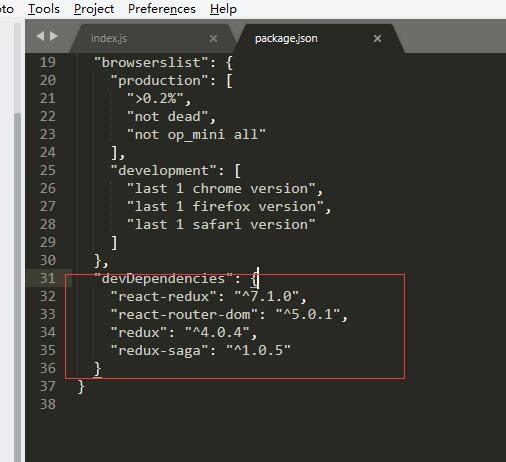 oto Tools Project Preferences Help
index.js × package.json ×
19 "browserslist": {
20 "production": [
21 ">0.2%",
22 "not dead",
23 "not op_mini all"
24 ],
25 "development": [
26 "last 1 chrome version",
27 "last 1 firefox version",
28 "last 1 safari version"
29 ]
30 },
31 "devDependencies": {
32 "react-redux": "^7.1.0",
33 "react-router-dom": "^5.0.1",
34 "redux": "^4.0.4",
35 "redux-saga": "^1.0.5"
36 }
37 }
38